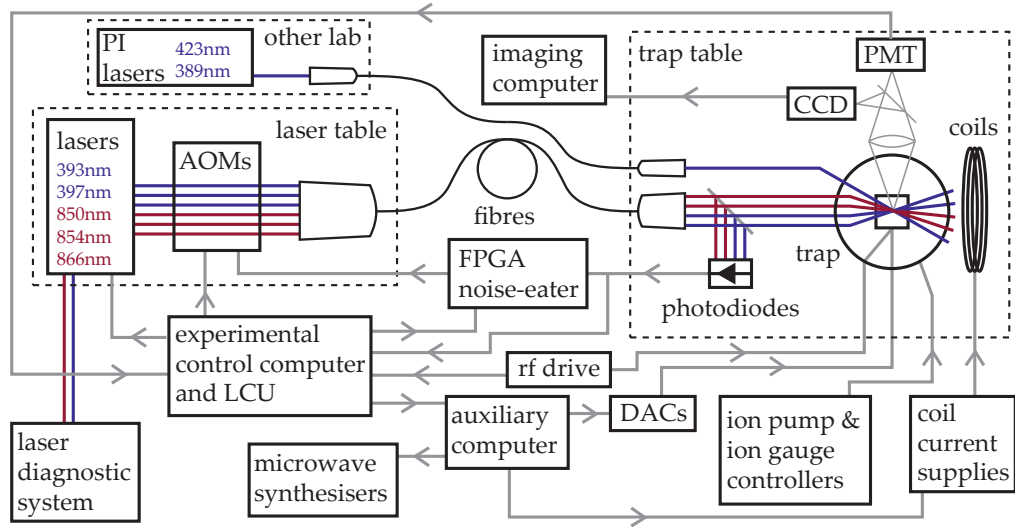 other lab
PI
lasers
423nm
389nm
imaging
computer
trap table
PMT
CCD
coils
laser table
lasers
393nm
397nm
850nm
854nm
866nm
AOMs
fibres
trap
FPGA
noise-eater
photodiodes
experimental
control computer
and LCU
rf drive
auxiliary
computer
DACs
ion pump &
ion gauge
controllers
coil
current
supplies
laser
diagnostic
system
microwave
synthesisers